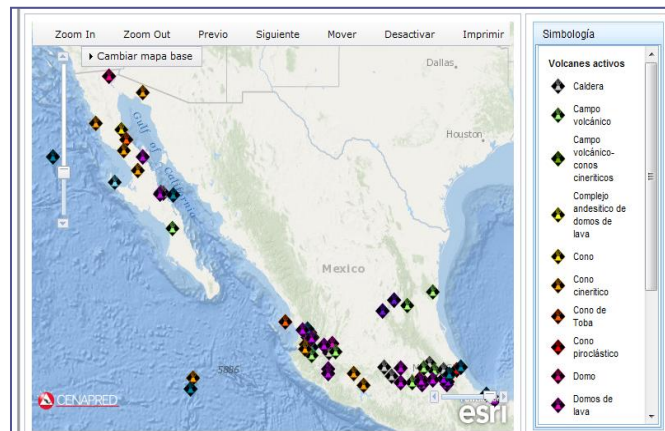 Zoom In Zoom Out Previo Siguiente Mover Desactivar Imprimir
Cambiar mapa base
Dallas
Houston
Gulf of California
Mexico
5866
CENAPRED
esri
Simbología
Volcanes activos
Caldera
Campo
volcánico
Campo
volcánico-
conos
cineríticos
Complejo
andesítico de
domos de
lava
Cono
Cono
cinerítico
Cono de
Toba
Cono
piroclástico
Domo
Domos de
lava